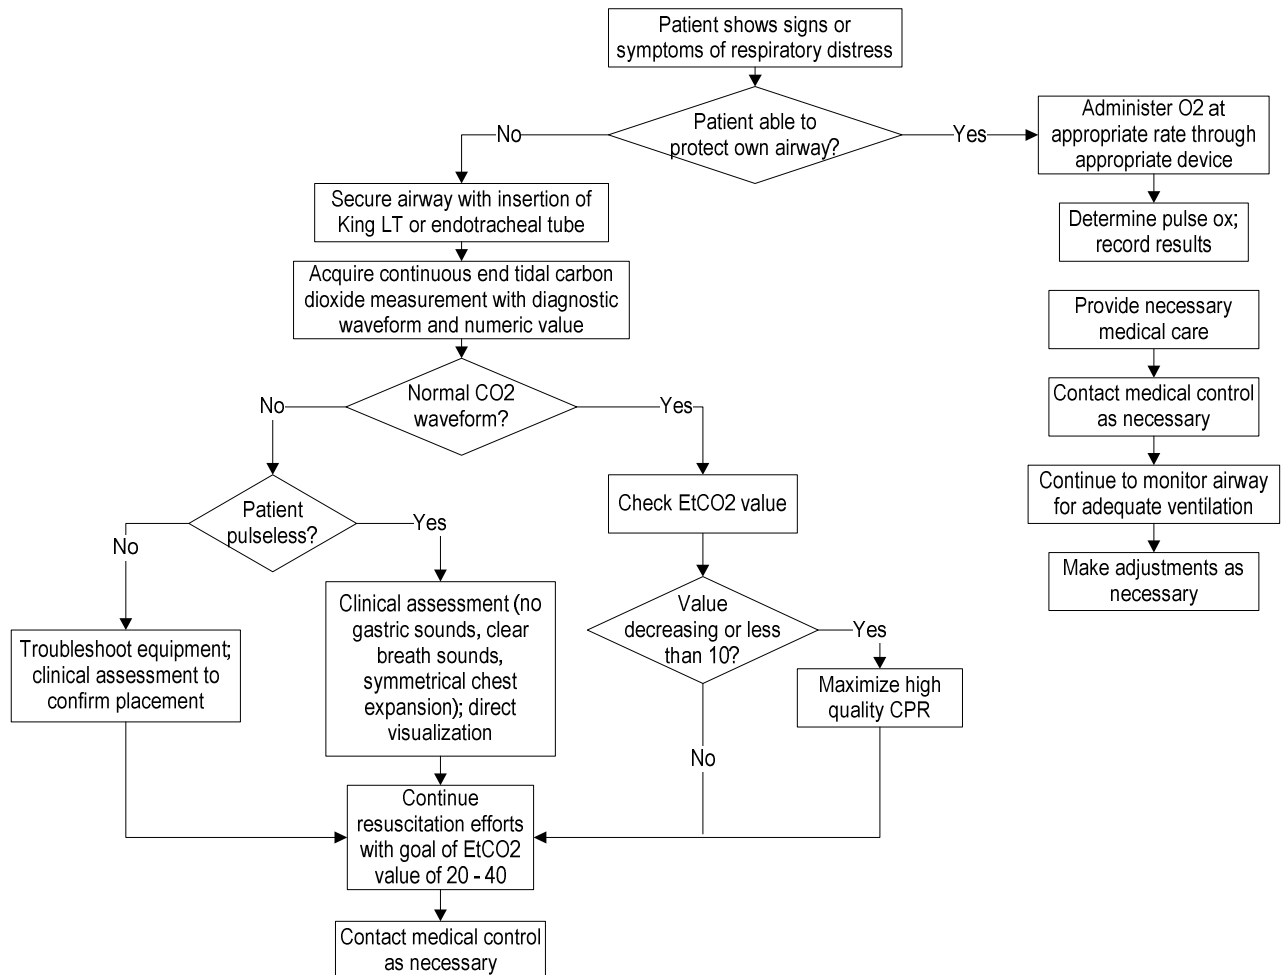 Patient shows signs or
symptoms of respiratory distress
Patient able to
protect own airway?
No
Yes
Administer O2 at
appropriate rate through
appropriate device
Secure airway with insertion of
King LT or endotracheal tube
Determine pulse ox;
record results
Acquire continuous end tidal carbon
dioxide measurement with diagnostic
waveform and numeric value
Provide necessary
medical care
Normal CO2
waveform?
No
Yes
Contact medical control
as necessary
Patient
pulseless?
No
Yes
Check EtCO2 value
Continue to monitor airway
for adequate ventilation
Make adjustments as
necessary
Troubleshoot equipment;
clinical assessment to
confirm placement
Clinical assessment (no
gastric sounds, clear
breath sounds,
symmetrical chest
expansion); direct
visualization
Value
decreasing or less
than 10?
Yes
Maximize high
quality CPR
No
Continue
resuscitation efforts
with goal of EtCO2
value of 20 - 40
Contact medical control
as necessary